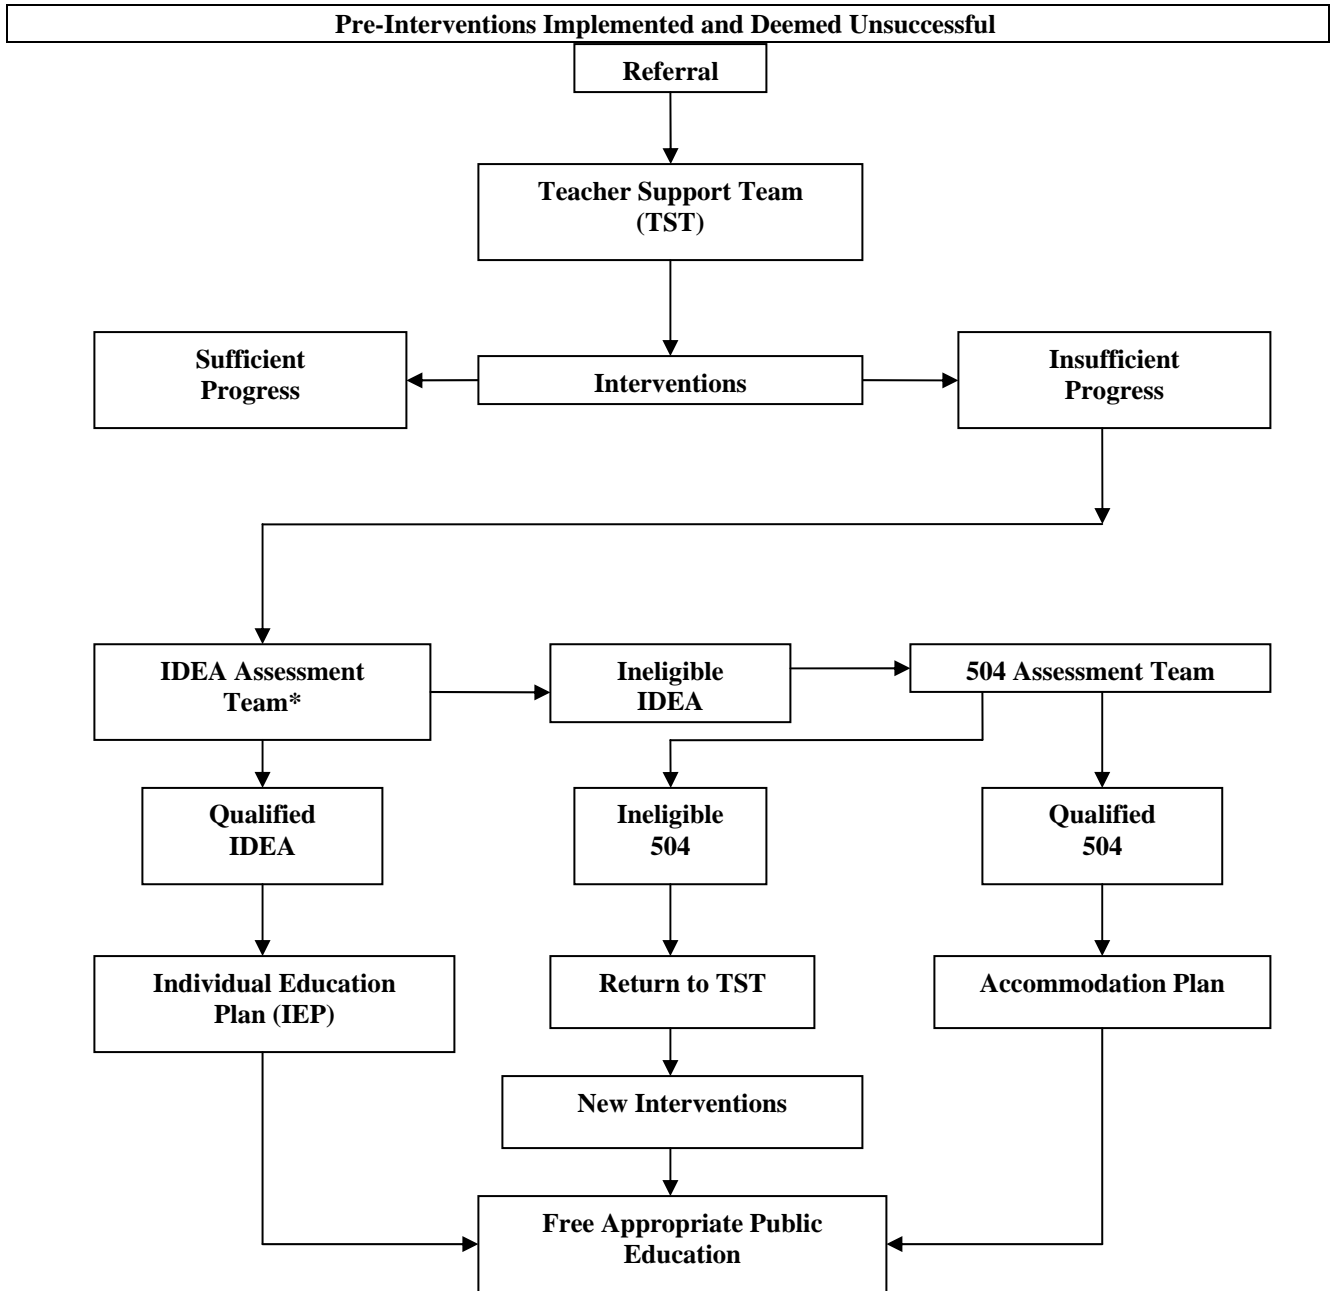 Pre-Interventions Implemented and Deemed Unsuccessful
Referral
Teacher Support Team
(TST)
Sufficient
Progress
Interventions
Insufficient
Progress
IDEA Assessment
Team*
Ineligible
IDEA
504 Assessment Team
Qualified
IDEA
Ineligible
504
Qualified
504
Individual Education
Plan (IEP)
Return to TST
Accommodation Plan
New Interventions
Free Appropriate Public
Education